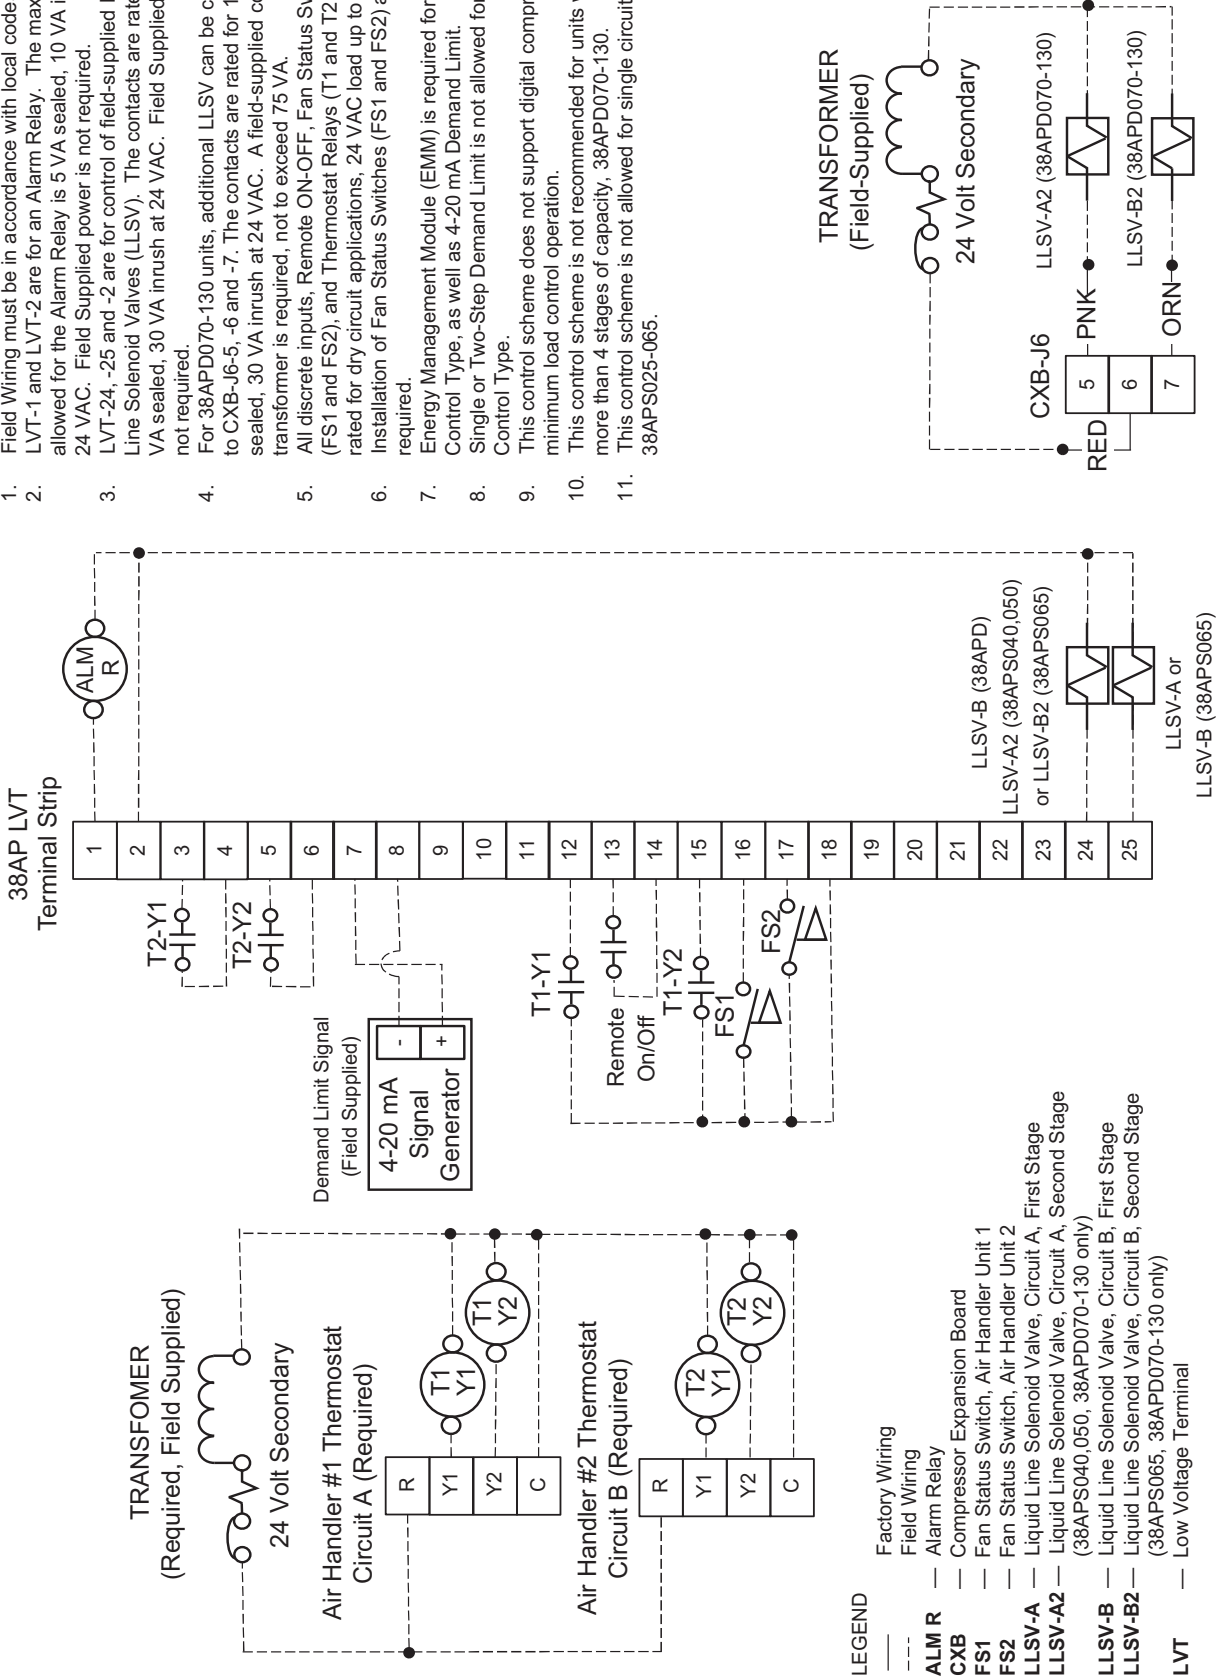 1. Field Wiring must be in accordance with local code
2. LVT-1 and LVT-2 are for an Alarm Relay. The max
allowed for the Alarm Relay is 5 VA sealed, 10 VA i
24 VAC. Field Supplied power is not required.
3. LVT-24, -25 and -2 are for control of field-supplied
Line Solenoid Valves (LLSV). The contacts are rate
VA sealed, 30 VA inrush at 24 VAC. Field Supplied
not required.
4. For 38APD070-130 units, additional LLSV can be c
to CXB-J6-5, -6 and -7. The contacts are rated for 1
sealed, 30 VA inrush at 24 VAC. A field-supplied co
transformer is required, not to exceed 75 VA.
5. All discrete inputs, Remote ON-OFF, Fan Status Sw
(FS1 and FS2), and Thermostat Relays (T1 and T2
rated for dry circuit applications, 24 VAC load up to
6. Installation of Fan Status Switches (FS1 and FS2) a
required.
7. Energy Management Module (EMM) is required for
Control Type, as well as 4-20 mA Demand Limit.
8. Single or Two-Step Demand Limit is not allowed for
Control Type.
9. This control scheme does not support digital compr
minimum load control operation.
10. This control scheme is not recommended for units
more than 4 stages of capacity, 38APD070-130.
11. This control scheme is not allowed for single circuit
38APS025-065.
TRANSFORMER
(Field-Supplied)
24 Volt Secondary
LLSV-A2 (38APD070-130)
LLSV-B2 (38APD070-130)
CXB-J6
RED
5
6
7
PNK
ORN
38AP LVT
Terminal Strip
1
2
3
4
5
6
7
8
9
10
11
12
13
14
15
16
17
18
19
20
21
22
23
24
25
ALM
R
LLSV-B (38APD)
LLSV-A2 (38APS040,050)
or LLSV-B2 (38APS065)
LLSV-A or
LLSV-B (38APS065)
T2-Y1
T2-Y2
Demand Limit Signal
(Field Supplied)
4-20 mA
Signal
Generator
-
+
T1-Y1
Remote
On/Off
T1-Y2
FS1
FS2
TRANSFOMER
(Required, Field Supplied)
24 Volt Secondary
Air Handler #1 Thermostat
Circuit A (Required)
R
Y1
Y2
C
T1
Y1
T1
Y2
Air Handler #2 Thermostat
Circuit B (Required)
R
Y1
Y2
C
T2
Y1
T2
Y2
LEGEND
Factory Wiring
Field Wiring
ALM R — Alarm Relay
CXB — Compressor Expansion Board
FS1 — Fan Status Switch, Air Handler Unit 1
FS2 — Fan Status Switch, Air Handler Unit 2
LLSV-A — Liquid Line Solenoid Valve, Circuit A, First Stage
LLSV-A2 — Liquid Line Solenoid Valve, Circuit A, Second Stage
(38APS040,050, 38APD070-130 only)
LLSV-B — Liquid Line Solenoid Valve, Circuit B, First Stage
LLSV-B2 — Liquid Line Solenoid Valve, Circuit B, Second Stage
(38APS065, 38APD070-130 only)
LVT — Low Voltage Terminal